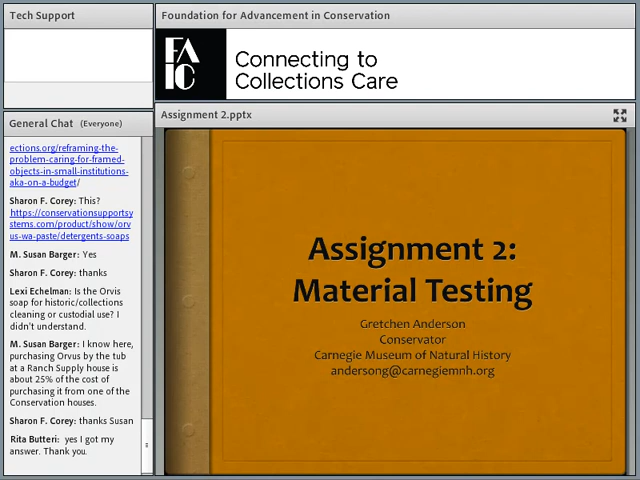 Tech Support
Foundation for Advancement in Conservation
FA
IC
Connecting to
Collections Care
General Chat (Everyone)
ections.org/reframing-the-
problem-caring-for-framed-
objects-in-small-institutions-
aka-on-a-budget/
Sharon F. Corey: This?
https://conservationsupportsy
stems.com/product/show/orv
us-wa-paste/detergents-soaps
M. Susan Barger: Yes
Sharon F. Corey: thanks
Lexi Echelman: Is the Orvis
soap for historic/collections
cleaning or custodial use? I
didn't understand.
M. Susan Barger: I know here,
purchasing Orvus by the tub
at a Ranch Supply house is
about 25% of the cost of
purchasing it from one of the
Conservation houses.
Sharon F. Corey: thanks Susan
Rita Butteri: yes I got my
answer. Thank you.
Assignment 2.pptx
Assignment 2:
Material Testing
Gretchen Anderson
Conservator
Carnegie Museum of Natural History
andersong@carnegiemnh.org